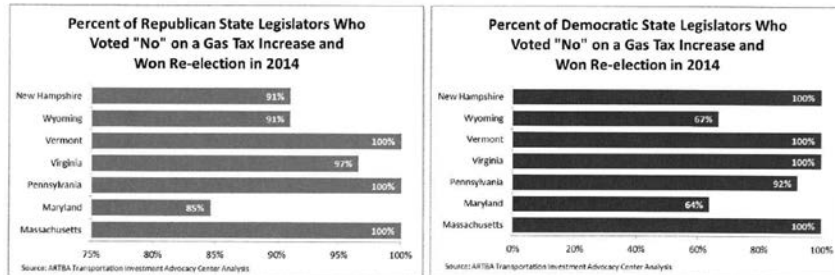 Percent of Republican State Legislators Who
Voted "No" on a Gas Tax Increase and
Won Re-election in 2014
New Hampshire 91%
Wyoming 91%
Vermont 100%
Virginia 97%
Pennsylvania 100%
Maryland 85%
Massachusetts 100%
75% 80% 85% 90% 95% 100%
Source: ARTBA Transportation Investment Advocacy Center Analysis
Percent of Democratic State Legislators Who
Voted "No" on a Gas Tax Increase and
Won Re-election in 2014
New Hampshire 100%
Wyoming 67%
Vermont 100%
Virginia 100%
Pennsylvania 92%
Maryland 64%
Massachusetts 100%
0% 20% 40% 60% 80% 100%
Source: ARTBA Transportation Investment Advocacy Center Analysis